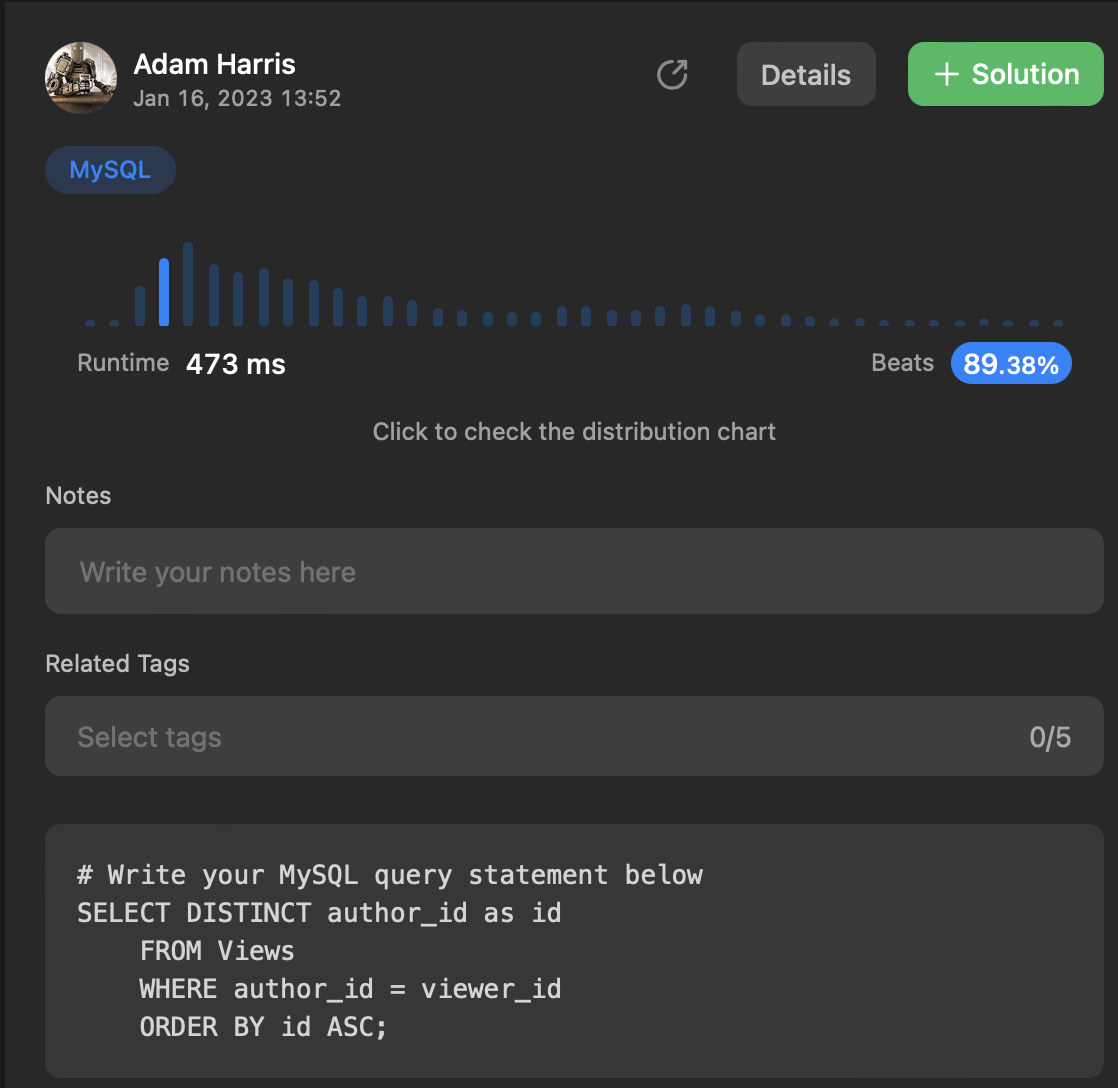 Adam Harris
Jan 16, 2023 13:52
Details
+ Solution
MySQL
Runtime 473 ms
Beats 89.38%
Click to check the distribution chart
Notes
Write your notes here
Related Tags
Select tags 0/5
# Write your MySQL query statement below
SELECT DISTINCT author_id as id
    FROM Views
    WHERE author_id = viewer_id
    ORDER BY id ASC;